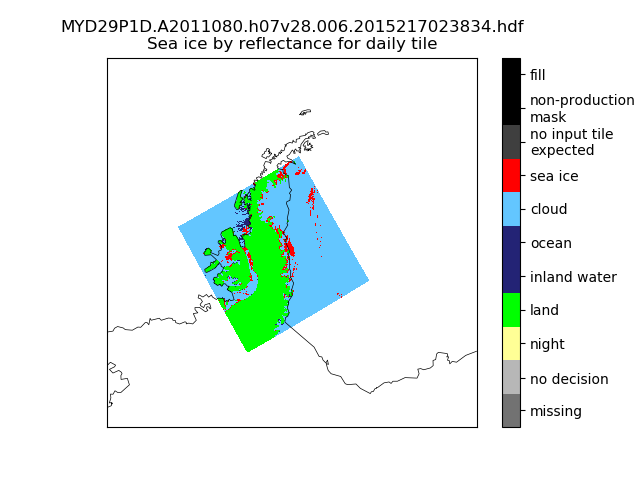 MYD29P1D.A2011080.h07v28.006.2015217023834.hdf
Sea ice by reflectance for daily tile
fill
non-production
mask
no input tile
expected
sea ice
cloud
ocean
inland water
land
night
no decision
missing